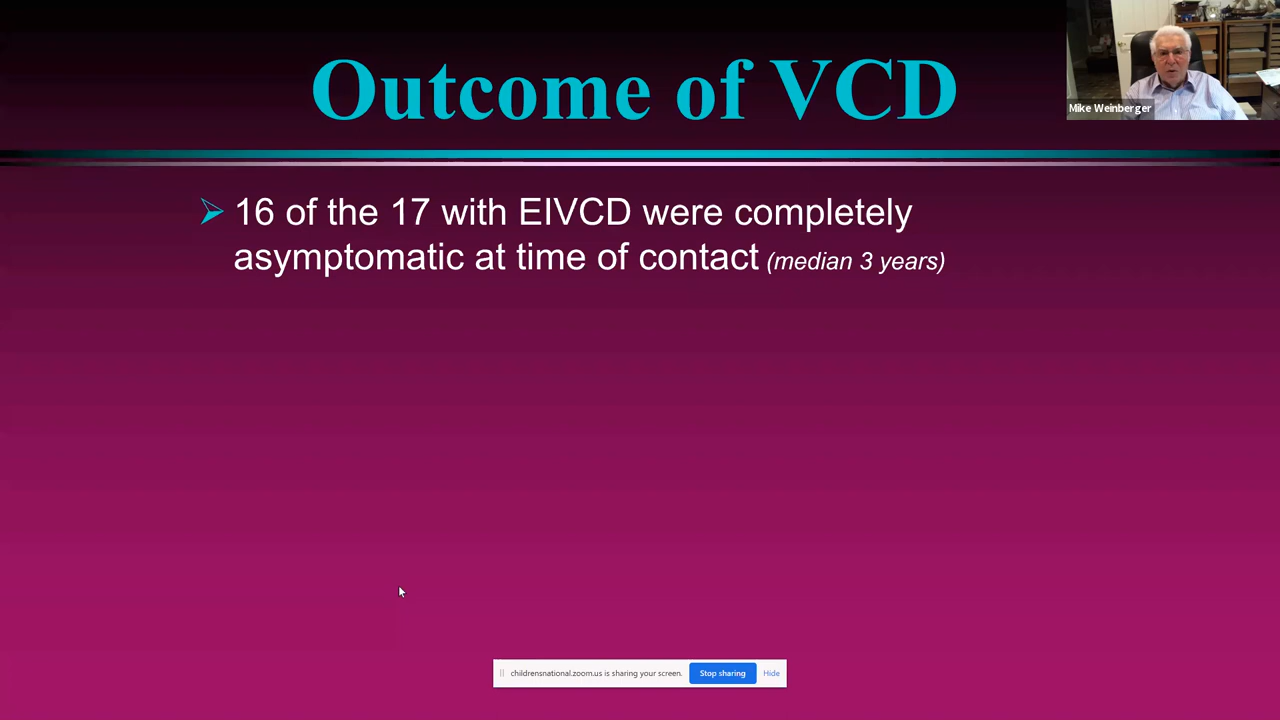 Outcome of VCD
Mike Weinberger
16 of the 17 with EIVCD were completely
asymptomatic at time of contact (median 3 years)
childrensnational.zoom.us is sharing your screen.
Stop sharing
Hide